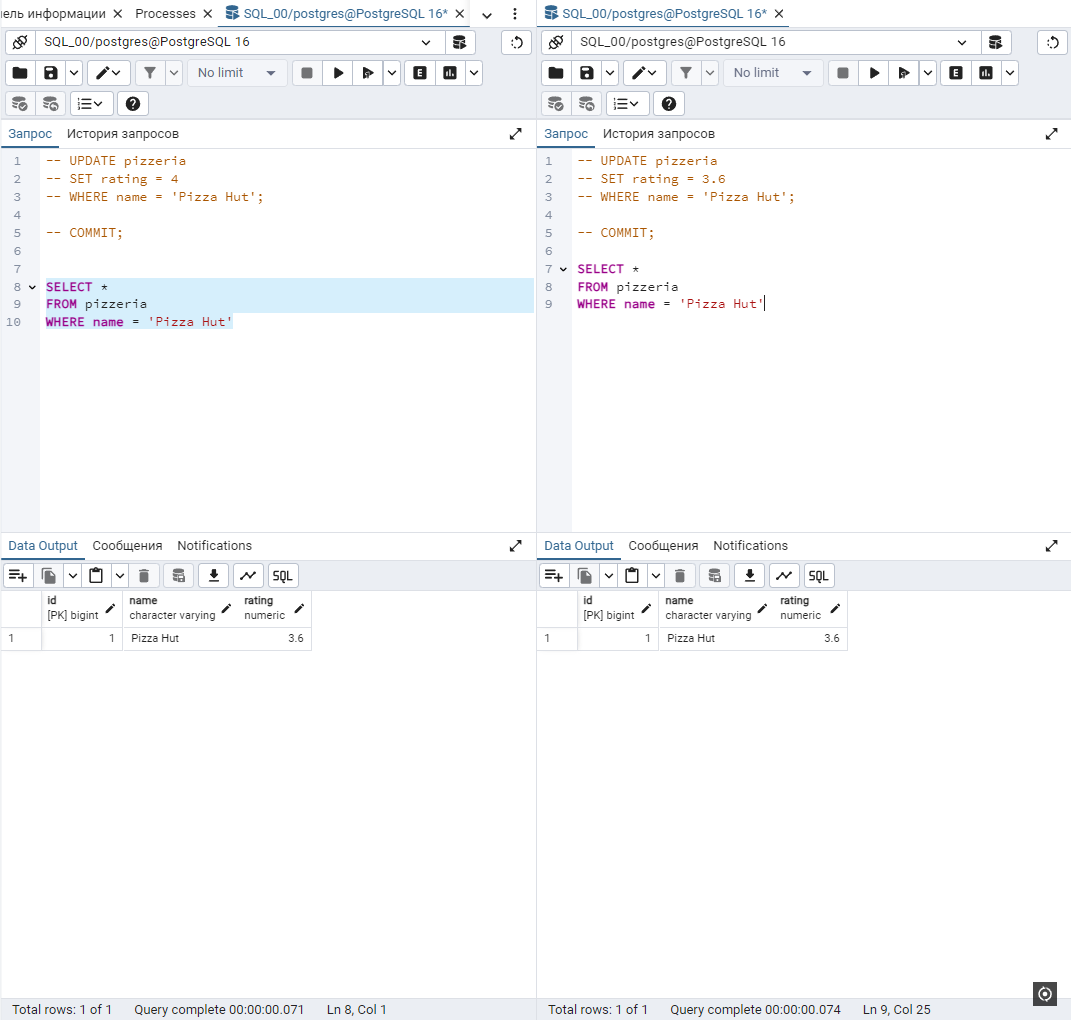 ель информации
Processes
SQL_00/postgres@PostgreSQL 16*
SQL_00/postgres@PostgreSQL 16
No limit
E
Запрос
История запросов
1 -- UPDATE pizzeria
2 -- SET rating = 4
3 -- WHERE name = 'Pizza Hut';
4
5 -- COMMIT;
6
7
8 SELECT *
9 FROM pizzeria
10 WHERE name = 'Pizza Hut'
Data Output
Сообщения
Notifications
SQL
id name rating
[PK] bigint character varying numeric
1 1 Pizza Hut 3.6
Total rows: 1 of 1
Query complete 00:00:00.071
Ln 8, Col 1
SQL_00/postgres@PostgreSQL 16*
SQL_00/postgres@PostgreSQL 16
No limit
E
Запрос
История запросов
1 -- UPDATE pizzeria
2 -- SET rating = 3.6
3 -- WHERE name = 'Pizza Hut';
4
5 -- COMMIT;
6
7 SELECT *
8 FROM pizzeria
9 WHERE name = 'Pizza Hut'
Data Output
Сообщения
Notifications
SQL
id name rating
[PK] bigint character varying numeric
1 1 Pizza Hut 3.6
Total rows: 1 of 1
Query complete 00:00:00.074
Ln 9, Col 25